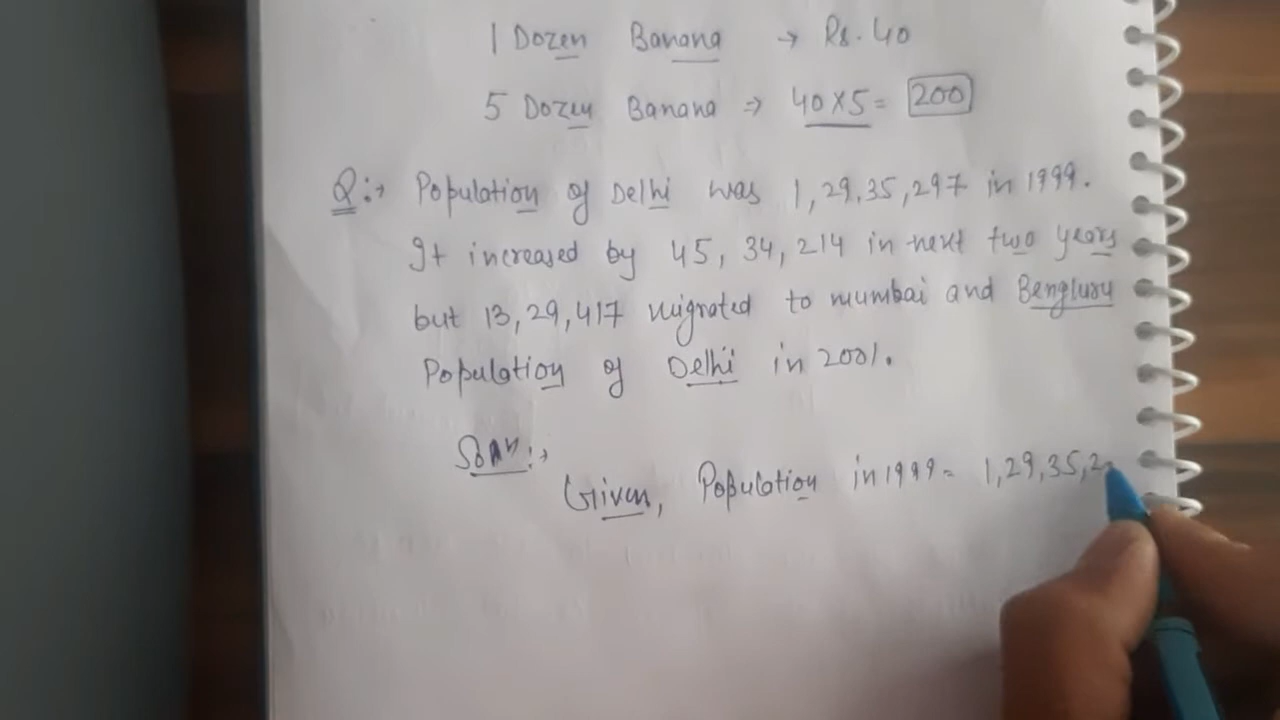 1 Dozen Banana → Rs. 40
5 Dozen Banana ⇒ 40×5= 200
Q:→ Population of Delhi was 1,29,35,297 in 1999.
It increased by 45, 34, 214 in next two years
but 13,29,417 migrated to mumbai and Bengluru
Population of Delhi in 2001.
Soln:→
Given, Population in 1999= 1,29,35,2